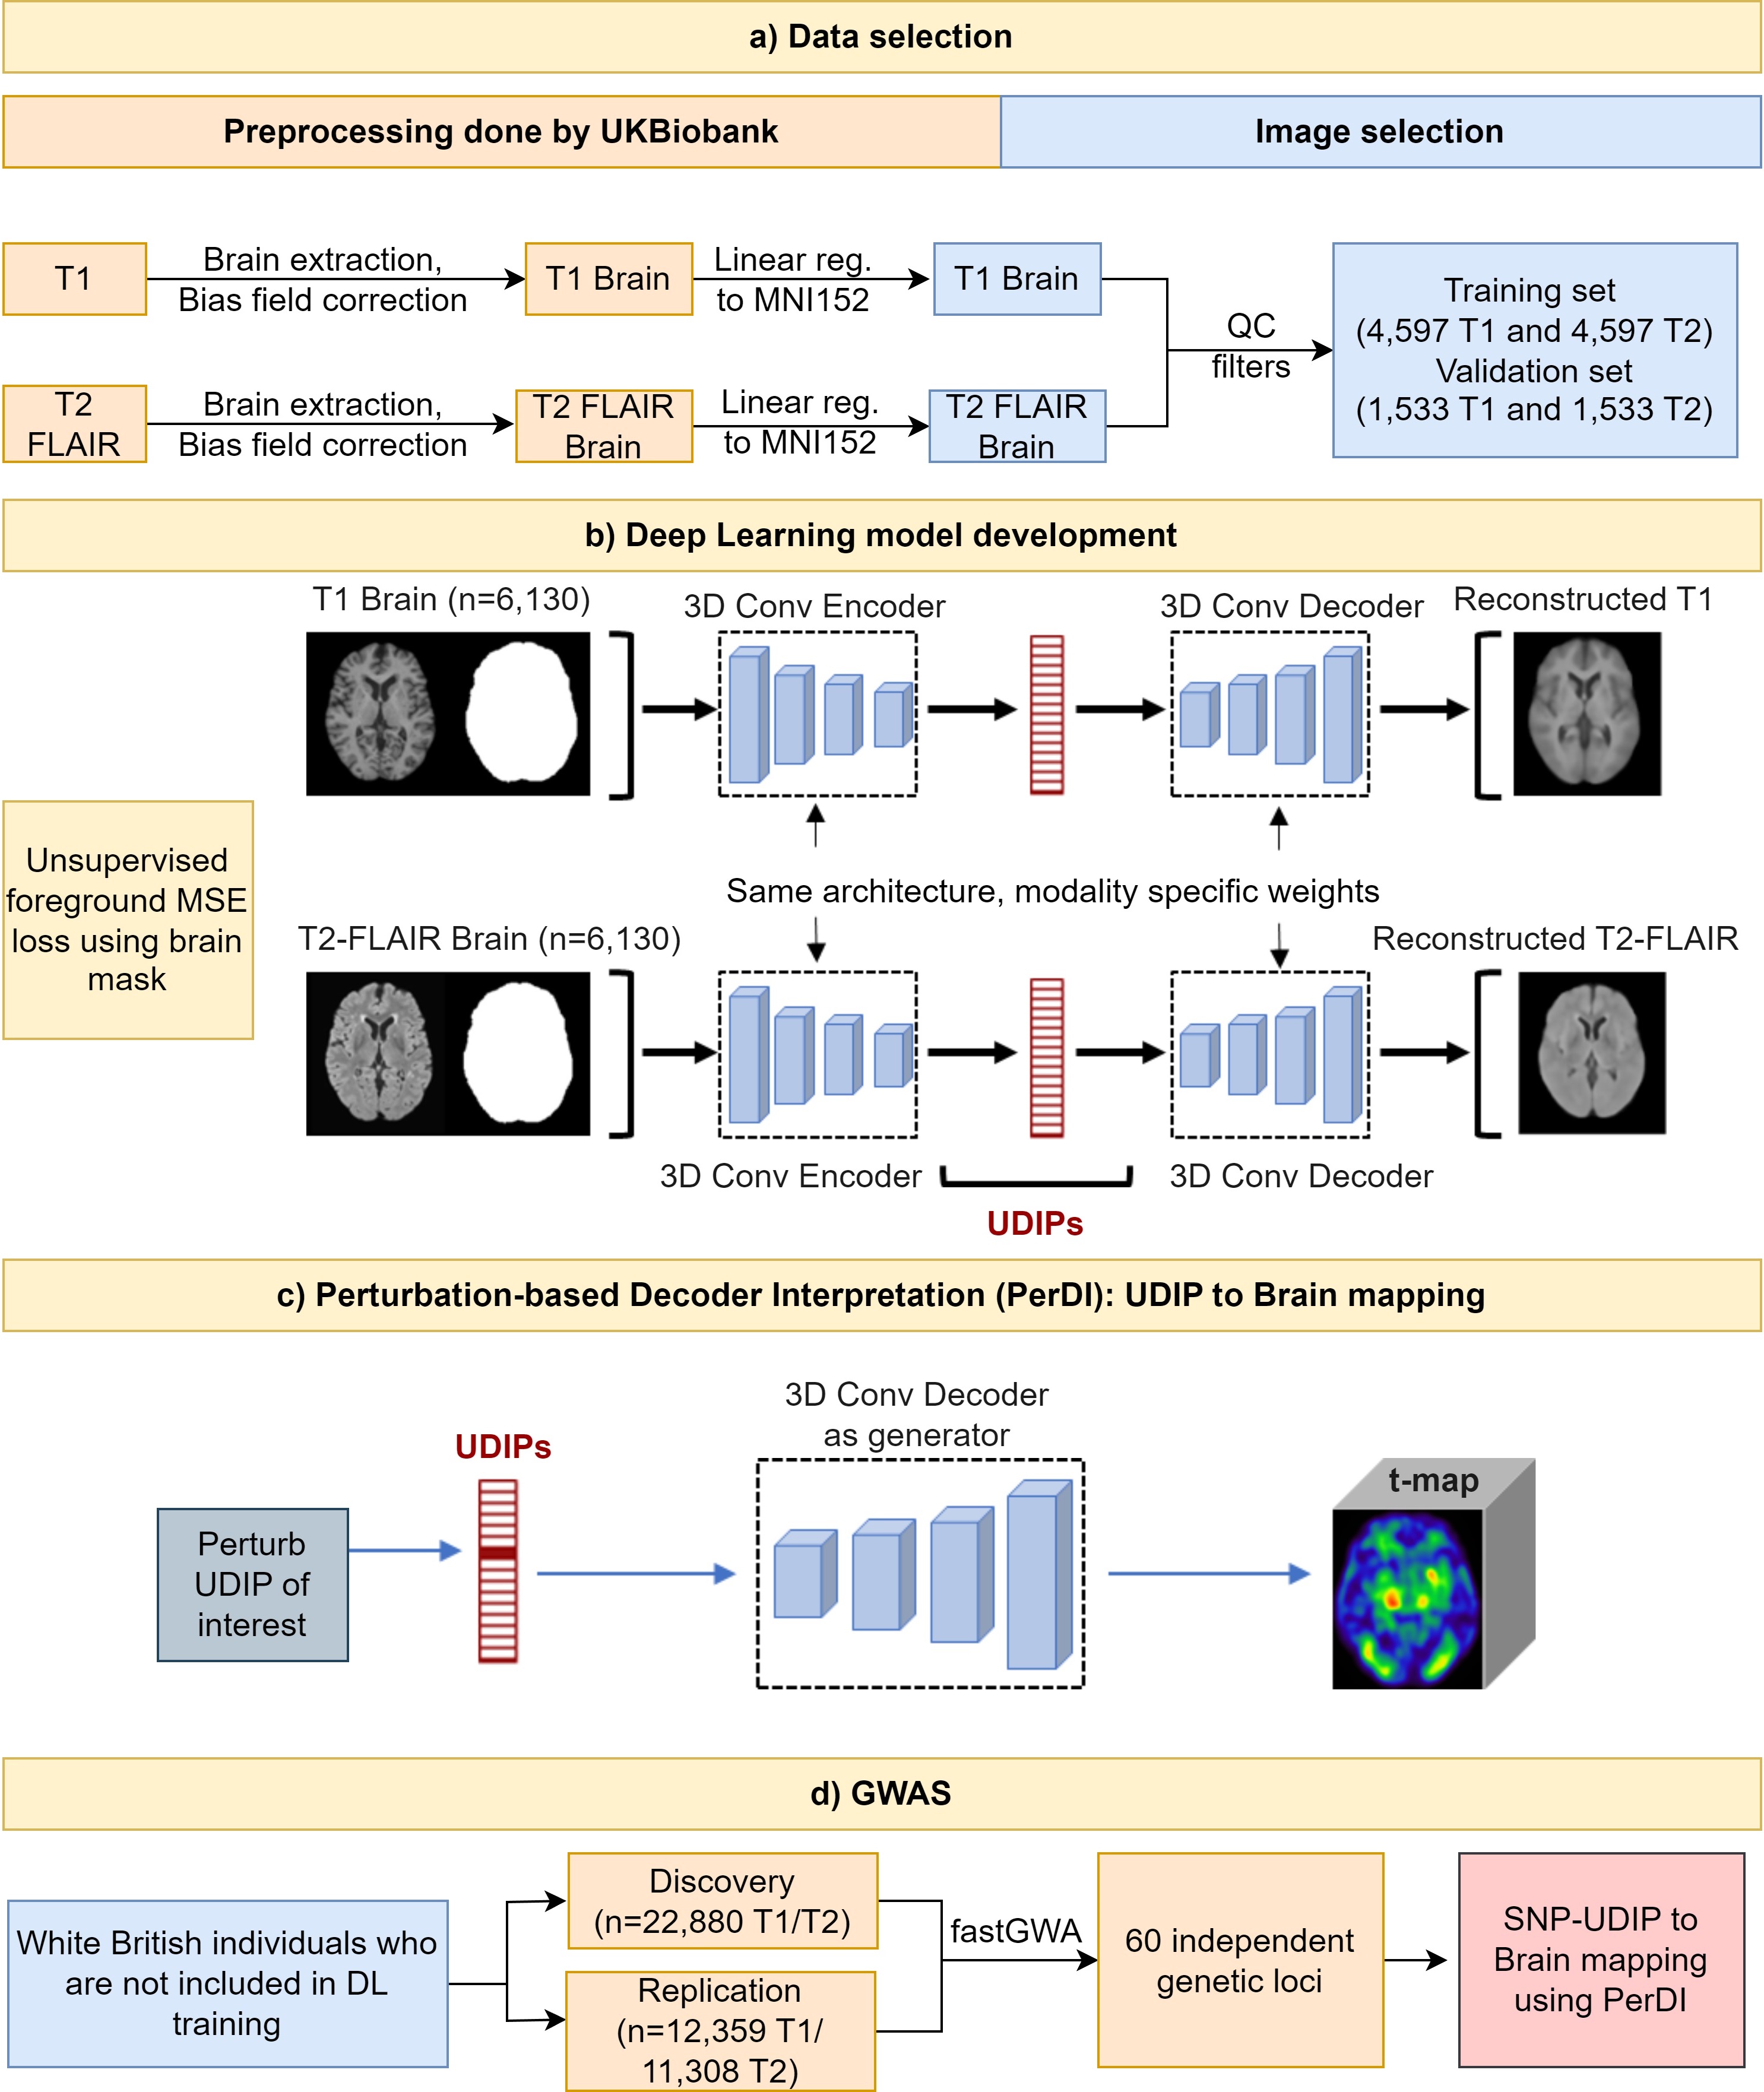 a) Data selection
Preprocessing done by UKBiobank
Image selection
T1
Brain extraction,
Bias field correction
T1 Brain
Linear reg.
to MNI152
T1 Brain
T2
FLAIR
Brain extraction,
Bias field correction
T2 FLAIR
Brain
Linear reg.
to MNI152
T2 FLAIR
Brain
QC
filters
Training set
(4,597 T1 and 4,597 T2)
Validation set
(1,533 T1 and 1,533 T2)
b) Deep Learning model development
T1 Brain (n=6,130)
3D Conv Encoder
3D Conv Decoder
Reconstructed T1
Unsupervised
foreground MSE
loss using brain
mask
Same architecture, modality specific weights
T2-FLAIR Brain (n=6,130)
Reconstructed T2-FLAIR
3D Conv Encoder
3D Conv Decoder
UDIPs
c) Perturbation-based Decoder Interpretation (PerDI): UDIP to Brain mapping
Perturb
UDIP of
interest
UDIPs
3D Conv Decoder
as generator
t-map
d) GWAS
White British individuals who
are not included in DL
training
Discovery
(n=22,880 T1/T2)
Replication
(n=12,359 T1/
11,308 T2)
fastGWA
60 independent
genetic loci
SNP-UDIP to
Brain mapping
using PerDI